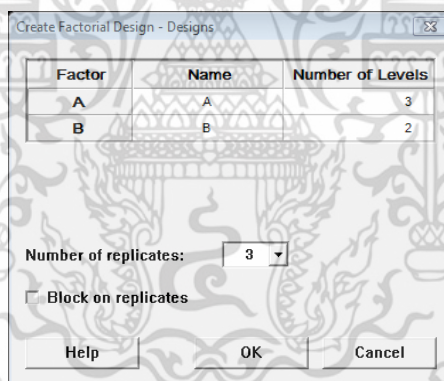 Create Factorial Design - Designs
Factor Name Number of Levels
A A 3
B B 2
Number of replicates: 3
Block on replicates
Help OK Cancel